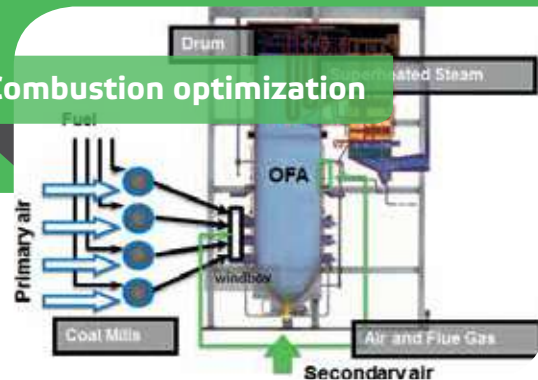 Drum
Combustion optimization
Superheated Steam
Fuel
OFA
Primary air
windbox
Coal Mills
Air and Flue Gas
Secondary air